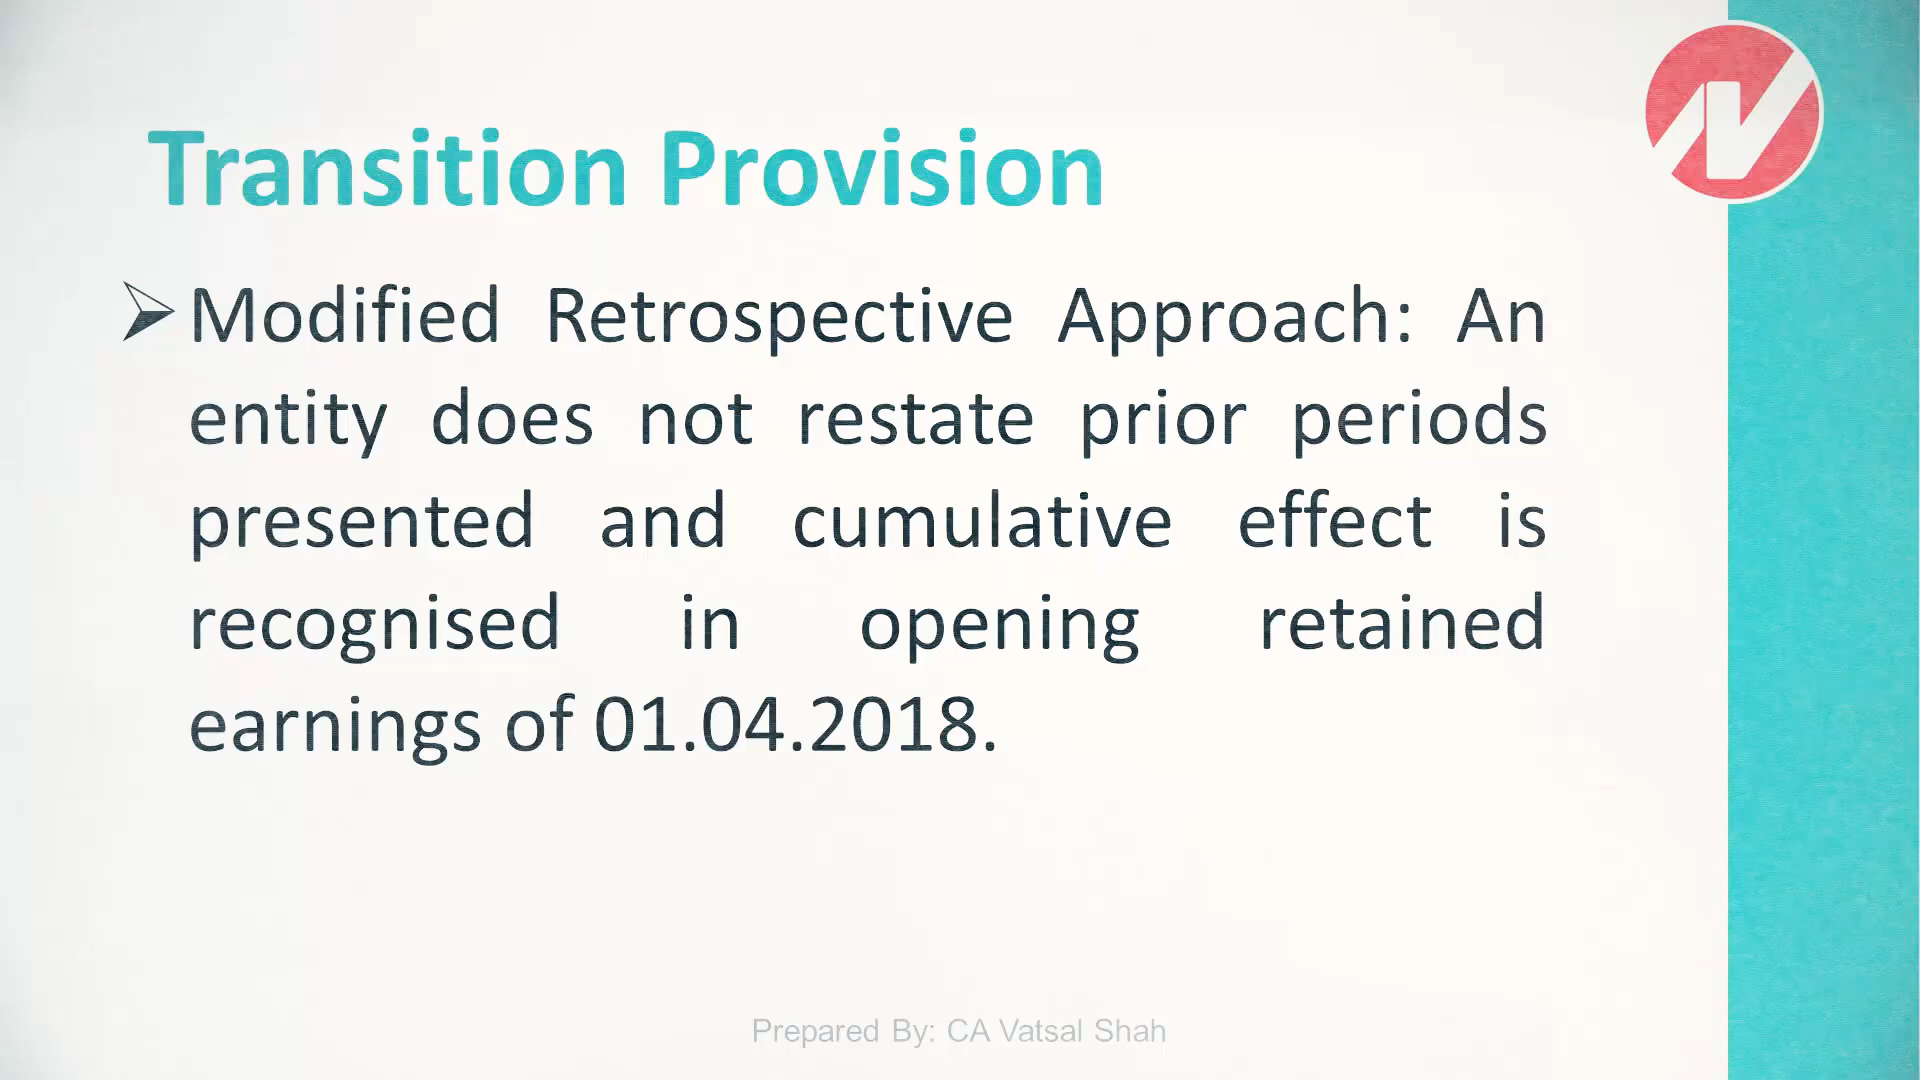 Transition Provision
Modified Retrospective Approach: An
entity does not restate prior periods
presented and cumulative effect is
recognised in opening retained
earnings of 01.04.2018.
Prepared By: CA Vatsal Shah